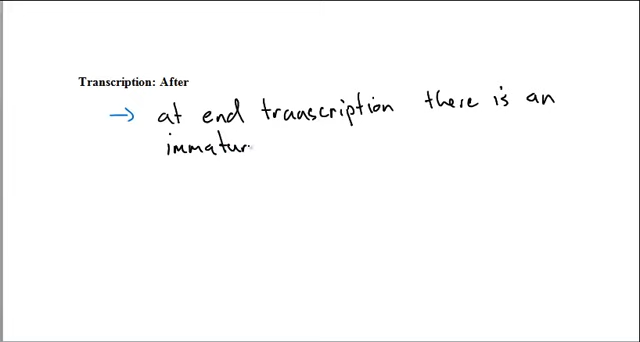 Transcription: After
→ at end transcription there is an
immatur